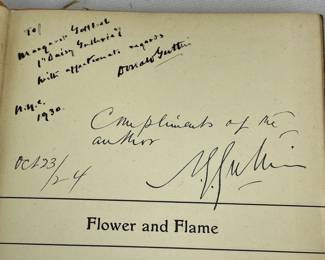 To/
Margaret Gottlieb
("Daisy Guthrie")
with affectionate regards
Donald Guthrie
N.Y.C.
1930.
Compliments of the
author
Oct 23/24
Flower and Flame